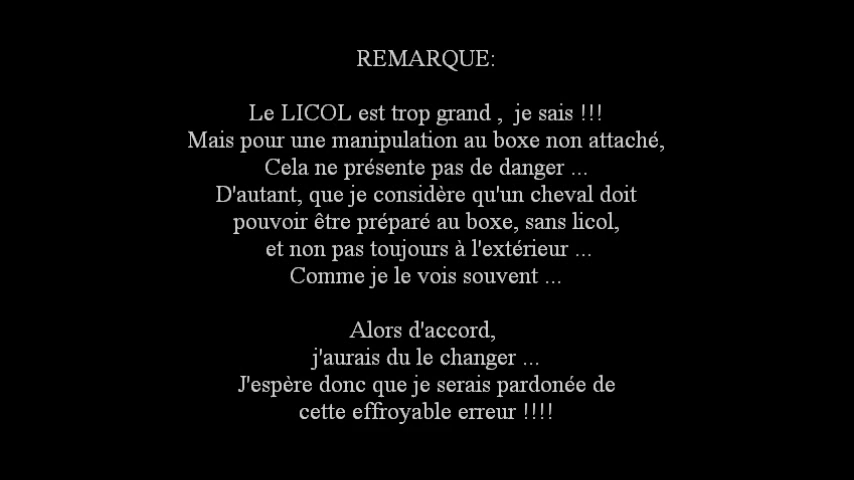 REMARQUE:
Le LICOL est trop grand , je sais !!!
Mais pour une manipulation au boxe non attaché,
Cela ne présente pas de danger ...
D'autant, que je considère qu'un cheval doit
pouvoir être préparé au boxe, sans licol,
et non pas toujours à l'extérieur ...
Comme je le vois souvent ...
Alors d'accord,
j'aurais du le changer ...
J'espère donc que je serais pardonée de
cette effroyable erreur !!!!